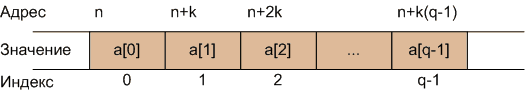 Адрес n n+k n+2k n+k(q-1)
Значение a[0] a[1] a[2] ... a[q-1]
Индекс 0 1 2 q-1